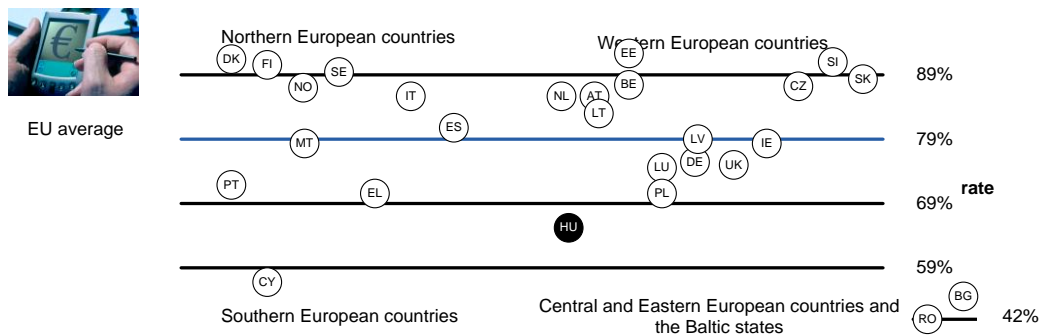 €
Northern European countries
Western European countries
EE
DK
FI
SI
NO
SE
BE
CZ
SK
89%
IT
NL
AT
LT
EU average
ES
79%
MT
LV
IE
LU
DE
UK
PT
EL
PL
rate
69%
HU
59%
CY
Southern European countries
Central and Eastern European countries and
the Baltic states
BG
RO
42%